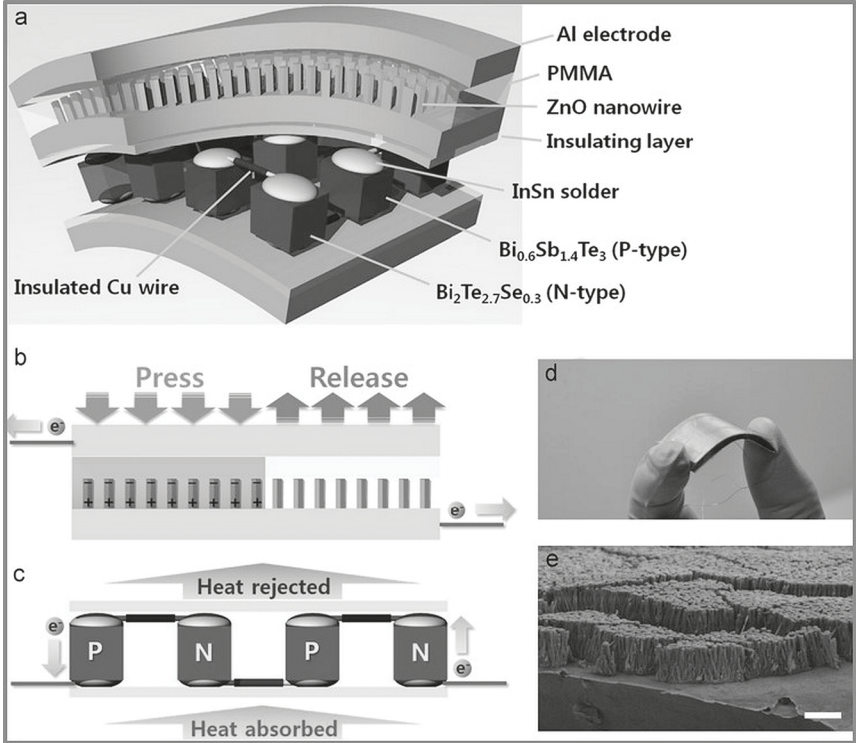 a
Al electrode
PMMA
ZnO nanowire
Insulating layer
InSn solder
Bi0.6Sb1.4Te3 (P-type)
Insulated Cu wire
Bi2Te2.7Se0.3 (N-type)
b
Press
Release
e-
- - - - - - - - -
+ + + + + + + + +
e-
c
Heat rejected
e-
P
N
P
N
e-
Heat absorbed
d
e